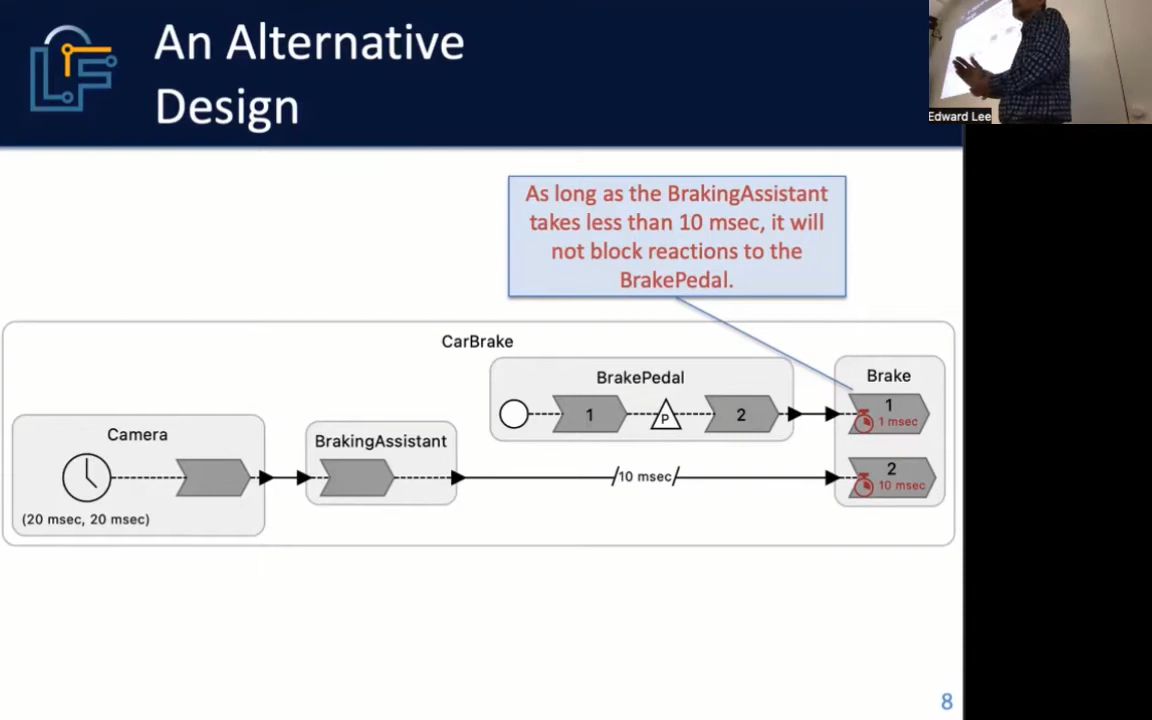 An Alternative
Design
Edward Lee
As long as the BrakingAssistant
takes less than 10 msec, it will
not block reactions to the
BrakePedal.
CarBrake
BrakePedal
1
P
2
Brake
1
1 msec
2
10 msec
Camera
(20 msec, 20 msec)
BrakingAssistant
/10 msec/
8